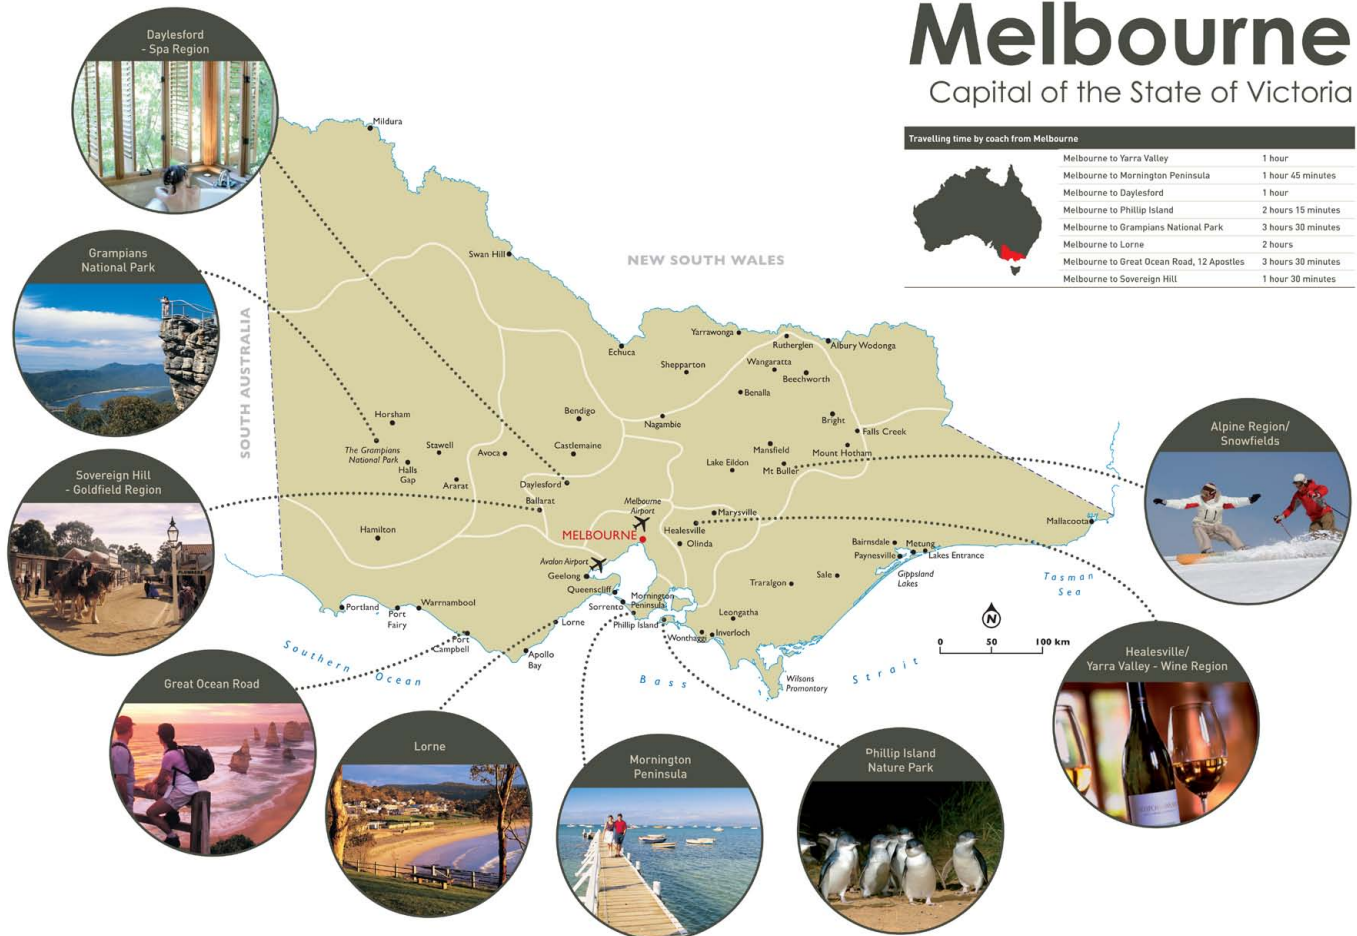 Melbourne
Capital of the State of Victoria
Travelling time by coach from Melbourne
Melbourne to Yarra Valley 1 hour
Melbourne to Mornington Peninsula 1 hour 45 minutes
Melbourne to Daylesford 1 hour
Melbourne to Phillip Island 2 hours 15 minutes
Melbourne to Grampians National Park 3 hours 30 minutes
Melbourne to Lorne 2 hours
Melbourne to Great Ocean Road, 12 Apostles 3 hours 30 minutes
Melbourne to Sovereign Hill 1 hour 30 minutes
Daylesford
- Spa Region
Grampians
National Park
Sovereign Hill
- Goldfield Region
Great Ocean Road
Lorne
Mornington
Peninsula
Phillip Island
Nature Park
Healesville/
Yarra Valley - Wine Region
Alpine Region/
Snowfields
SOUTH AUSTRALIA
NEW SOUTH WALES
Mildura
Swan Hill
Echuca
Yarrawonga
Rutherglen
Albury Wodonga
Shepparton
Wangaratta
Beechworth
Benalla
Horsham
Bendigo
Nagambie
Bright
Falls Creek
The Grampians
National Park
Stawell
Avoca
Castlemaine
Mansfield
Mount Hotham
Halls
Gap
Lake Eildon
Mt Buller
Ararat
Daylesford
Ballarat
Melbourne
Airport
Marysville
Mallacoota
Hamilton
MELBOURNE
Healesville
Olinda
Bairnsdale
Metung
Paynesville
Lakes Entrance
Avalon Airport
Geelong
Gippsland
Lakes
Tasman
Sea
Queenscliff
Mornington
Peninsula
Traralgon
Sale
Sorrento
Portland
Port
Fairy
Warrnambool
Lorne
Phillip Island
Leongatha
Wonthaggi
Inverloch
Port
Campbell
Apollo
Bay
Wilsons
Promontory
Southern
Ocean
Bass
Strait
N
0 50 100 km